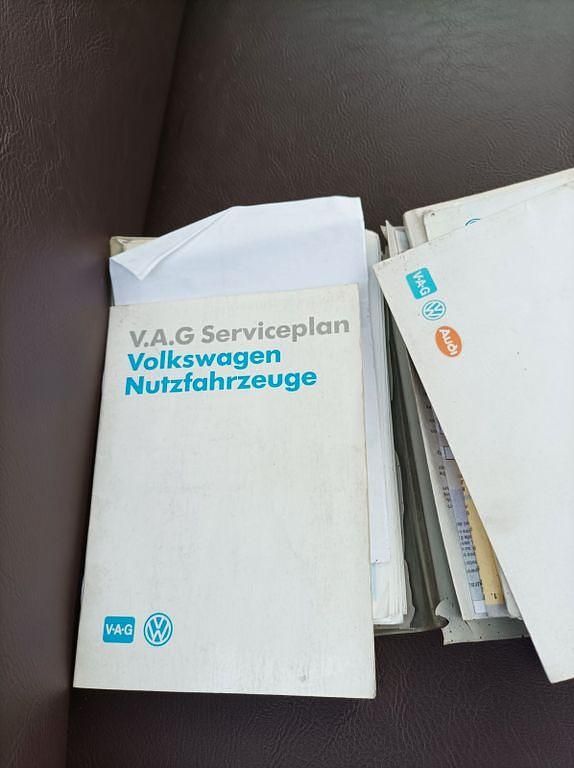 V.A.G Serviceplan
Volkswagen
Nutzfahrzeuge
V·A·G
V·A·G
Audi